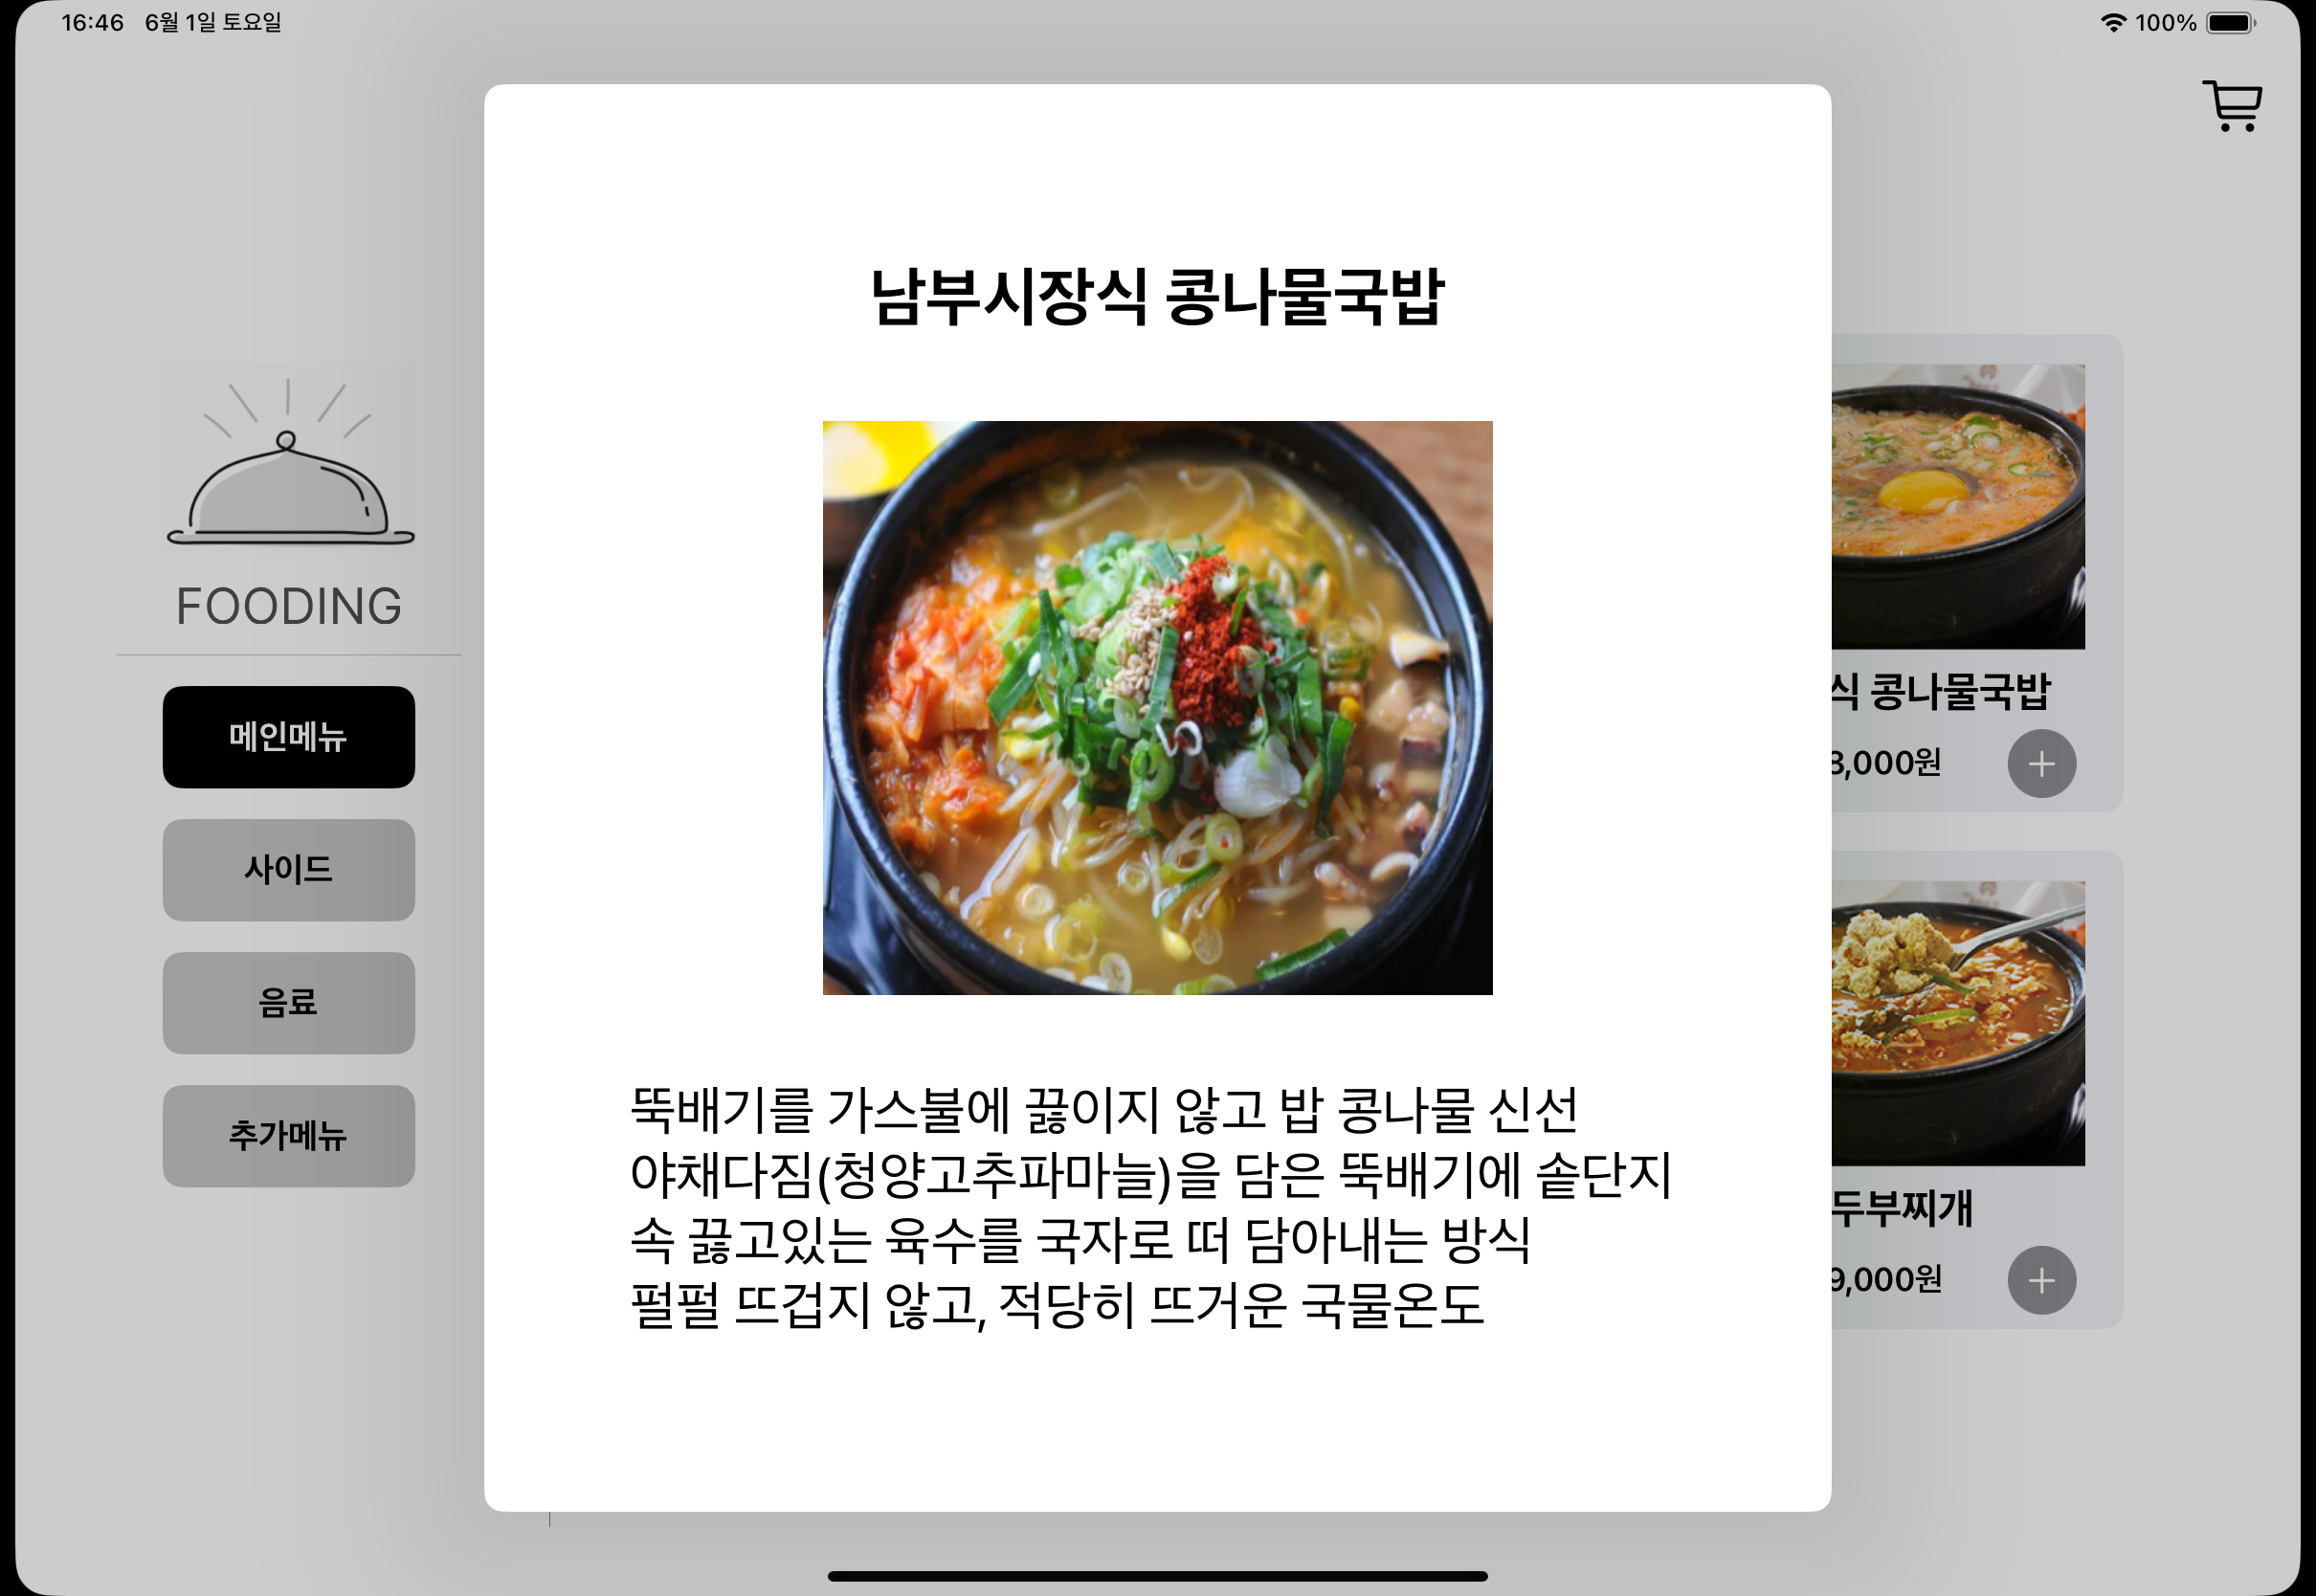 16:46 6월 1일 토요일
100%
FOODING
메인메뉴
사이드
음료
추가메뉴
남부시장식 콩나물국밥
뚝배기를 가스불에 끓이지 않고 밥 콩나물 신선
야채다짐(청양고추파마늘)을 담은 뚝배기에 솥단지
속 끓고있는 육수를 국자로 떠 담아내는 방식
펄펄 뜨겁지 않고, 적당히 뜨거운 국물온도
식 콩나물국밥
8,000원
두부찌개
9,000원